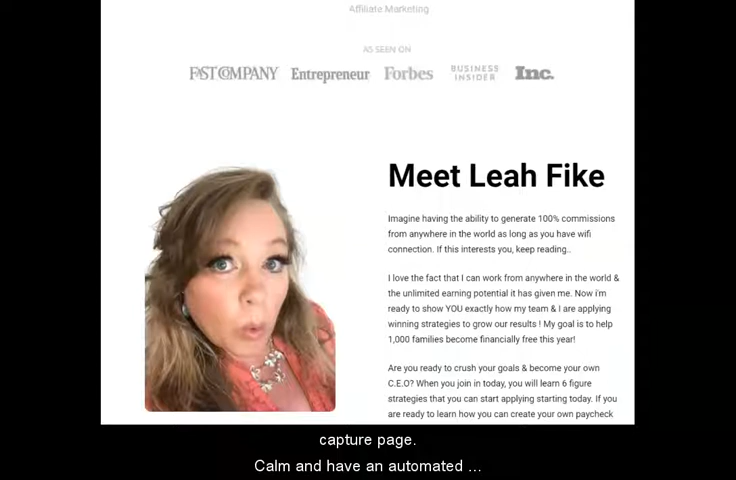 Affiliate Marketing
AS SEEN ON
FAST COMPANY Entrepreneur Forbes BUSINESS INSIDER Inc.
Meet Leah Fike
Imagine having the ability to generate 100% commissions
from anywhere in the world as long as you have wifi
connection. If this interests you, keep reading..
I love the fact that I can work from anywhere in the world &
the unlimited earning potential it has given me. Now i'm
ready to show YOU exactly how my team & I are applying
winning strategies to grow our results ! My goal is to help
1,000 families become financially free this year!
Are you ready to crush your goals & become your own
C.E.O? When you join in today, you will learn 6 figure
strategies that you can start applying starting today. If you
are ready to learn how you can create your own paycheck
capture page.
Calm and have an automated ...